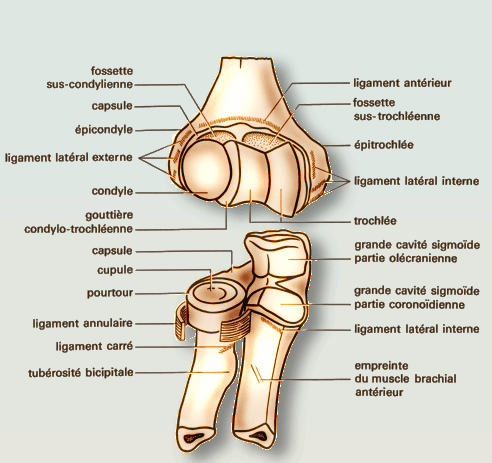 fossette
sus-condylienne
capsule
épicondyle
ligament latéral externe
condyle
gouttière
condylo-trochléenne
capsule
cupule
pourtour
ligament annulaire
ligament carré
tubérosité bicipitale
ligament antérieur
fossette
sus-trochléenne
épitrochlée
ligament latéral interne
trochlée
grande cavité sigmoïde
partie olécranienne
grande cavité sigmoïde
partie coronoïdienne
ligament latéral interne
empreinte
du muscle brachial
antérieur